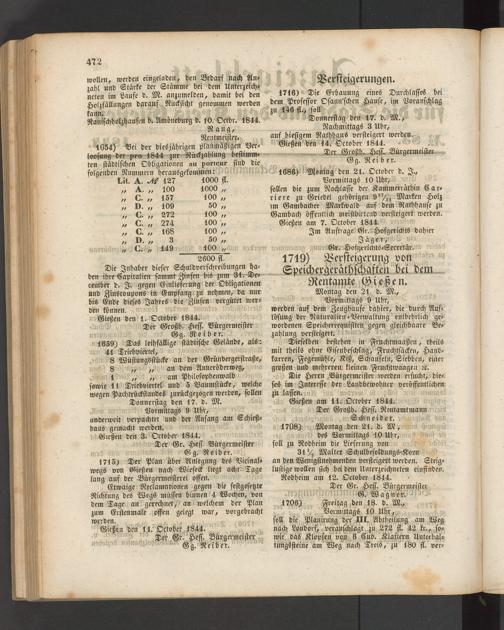 472
wollen, werden eingeladen, den Bedarf nach An-
zahl und Stärke der Stämme bei dem Unterzeich-
neten im Laufe d. M. anzumelden, damit bei den
Holzfällungen darauf Rücksicht genommen werden
kann.
Rauischholzhausen b. Amöneburg d. 10. Octbr. 1844.
Nang,
Rentmeister.
1654) Bei der diesjährigen planmäßigen Ver-
loosung der pro 1844 zur Rückzahlung bestimm-
ten städtischen Obligationen au porteur sind die
folgenden Nummern herausgekommen:
Lit. A. № 127 1000 fl.
„ A. „ 100 1000 „
„ C. „ 157 100 „
„ D. „ 109 50 „
„ C. „ 272 100 „
„ C. „ 274 100 „
„ C. „ 168 100 „
„ D. „ 3 50 „
„ C. „ 149 100 „
2600 fl.
Die Inhaber dieser Schuldverschreibungen ha-
ben ihre Capitalien sammt Zinsen bis zum 31. De-
cember d. J. gegen Einlieferung der Obligationen
und Zinscoupons in Empfang zu nehmen, da nur
bis Ende dieses Jahres die Zinsen vergütet wer-
den können.
Gießen den 1. Octobr 1844.
Der Großh. Hess. Bürgermeister
Gg. Reiber.
1659) Das leihfällige städtische Gelände, als:
41 Triebviertel,
8 Wüstungsstücke an der Grünbergerstraße,
8 „ „ an dem Anneröderweg,
1 „ „ am Philosophenwald
sowie 11 Triebviertel und 5 Baumstücke, welche
wegen Pachtrückstandes zurückgezogen werden, sollen
Donnerstag den 17. d. M.
Vormittags 9 Uhr,
anderweit verpachtet und der Anfang am Schieß-
haus gemacht werden.
Gießen den 3. October 1844.
Der Gr. Hess. Bürgermeister
Gg. Reiber.
1715) Der Plan über Anlegung des Vicinal-
wegs von Gießen nach Wieseck liegt acht Tage
lang auf der Bürgermeisterei offen.
Etwaige Reclamationen gegen die festgesetzte
Richtung des Wegs müssen binnen 4 Wochen, von
dem Tage an gerechnet, an welchem der Plan
zum Erstenmale offen gelegt war, vorgebracht
werden.
Gießen den 11. October 1844.
Der Gr. Hess. Bürgermeister
Gg. Reiber.
Versteigerungen.
1716) Die Erbauung eines Durchlasses bei
dem Professor Osann'schen Hause, im Voranschlag
zu 146 fl., soll
Donnerstag den 17. d. M.,
Nachmittags 3 Uhr,
auf hiesigem Rathhaus versteigert werden.
Gießen den 14. October 1844.
Der Großh. Hess. Bürgermeister
Gg. Reiber.
1686) Montag den 21. October d. J.,
Vormittags 10 Uhr,
sollen die zum Nachlasse der Kammerräthin Car-
riere zu Griedel gehörigen Marken Holz
im Gambacher Markwald auf dem Rathhause zu
Gambach öffentlich meistbietend versteigert werden.
Gießen am 7. October 1844.
Im Auftrage Gr. Hofgerichts dahier
Jäger,
Gr. Hofgerichts-Secretär.
1719) Versteigerung von
Speichergeräthschaften bei dem
Rentamte Gießen.
Montag den 21. d. M.,
Vormittags 9 Uhr,
werden auf dem Zeughause dahier, die durch Auf-
lösung der Naturalien-Verwaltung entbehrlich ge-
wordenen Speicherrequisiten gegen gleichbaare Be-
zahlung versteigert.
Dieselben bestehen in Fruchtmaaßen, theils
mit theils ohne Eisenbeschlag, Fruchtsäcken, Hand-
karren, Fegemühle, Kist, Schaufeln, Siebben, einer
großen und mehreren kleinen Fruchtwaagen rc.
Die Herren Bürgermeister werden ersucht, die-
ses im Interesse der Landbewohner veröffentlichen
zu lassen.
Gießen am 11. October 1844.
Der Großh. Hess. Rentamtmann
Schneider.
1708) Montag den 21. d. M.,
des Vormittags 10 Uhr,
soll zu Rodheim die Lieferung von
31½ Malter Schulbesoldungs-Korn
an den Wenigstnehmenden versteigert werden. Steig-
lustige wollen sich bei dem Unterzeichneten einfinden.
Rodheim am 12. October 1844.
Der Gr. Hess. Bürgermeister
G. Wagner.
1706) Freitag den 18. d. M.,
Vormittags 10 Uhr,
soll die Planirung der III. Abtheilung am Weg
nach Londorf, veranschlagt zu 272 fl. 42 kr., so-
wie das Klopfen von 6 Cub. Klaftern Unterhal-
tungssteine am Weg nach Treis, zu 180 fl. ver-